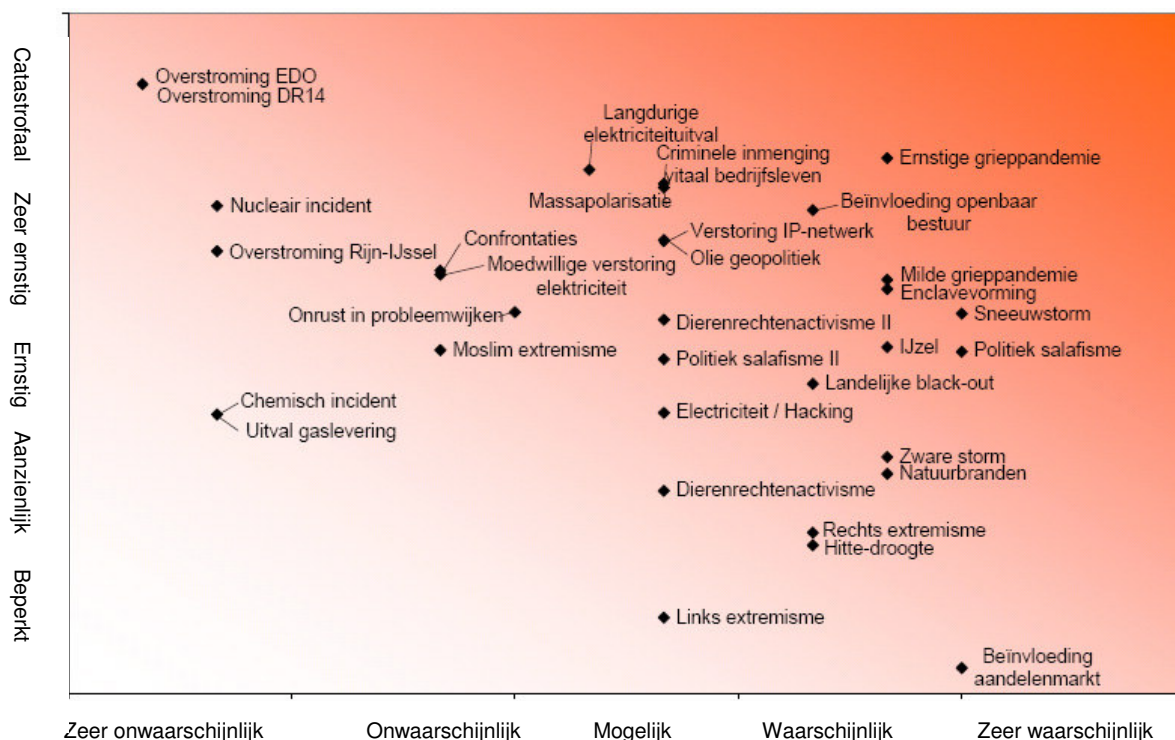 Catastrofaal
Zeer ernstig
Ernstig
Aanzienlijk
Beperkt
Overstroming EDO
Overstroming DR14
Langdurige
elektriciteituitval
Criminele inmenging
vitaal bedrijfsleven
Ernstige grieppandemie
Massapolarisatie
Nucleair incident
Beïnvloeding openbaar
bestuur
Verstoring IP-netwerk
Olie geopolitiek
Overstroming Rijn-IJssel
Confrontaties
Moedwillige verstoring
elektriciteit
Milde grieppandemie
Enclavevorming
Onrust in probleemwijken
Sneeuwstorm
Dierenrechtenactivisme II
Moslim extremisme
IJzel
Politiek salafisme
Politiek salafisme II
Landelijke black-out
Chemisch incident
Uitval gaslevering
Electriciteit / Hacking
Zware storm
Natuurbranden
Dierenrechtenactivisme
Rechts extremisme
Hitte-droogte
Links extremisme
Beïnvloeding
aandelenmarkt
Zeer onwaarschijnlijk
Onwaarschijnlijk
Mogelijk
Waarschijnlijk
Zeer waarschijnlijk